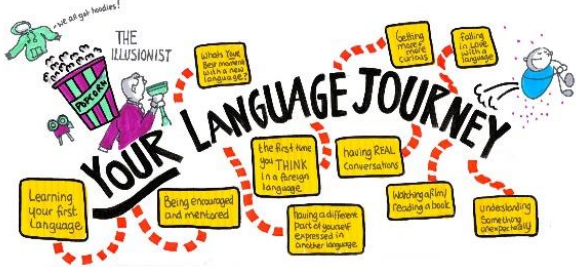 - we all got hoodies!
THE
ILLUSIONIST
POPCORN
YOUR LANGUAGE JOURNEY
Learning
your first
Language
Being encouraged
and mentored
What's Your
Best moment
with a new
language?
the first time
you THINK
in a foreign
language
having a different
part of yourself
expressed in
another language
having REAL
Conversations
Getting
more +
more
curious
falling
in Love
with a
language
Watching a film/
reading a book
understanding
Something
unexpectedly